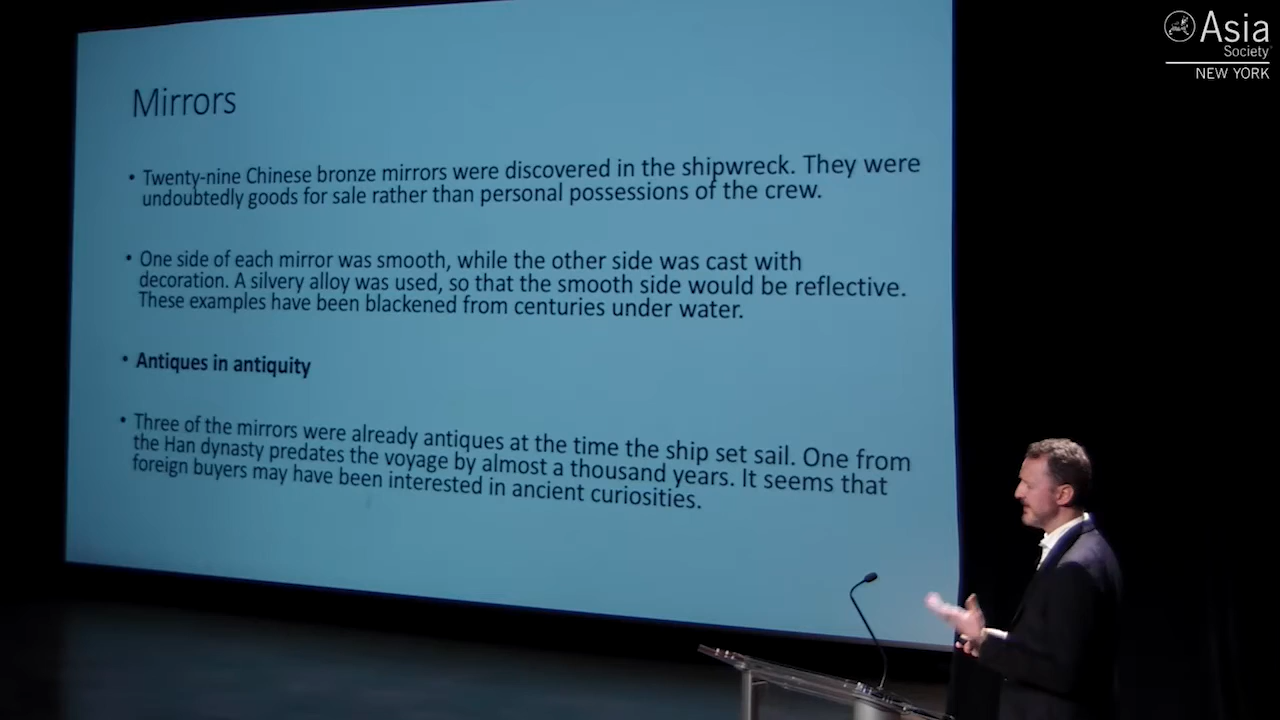 Asia
Society
NEW YORK
Mirrors
• Twenty-nine Chinese bronze mirrors were discovered in the shipwreck. They were
undoubtedly goods for sale rather than personal possessions of the crew.
• One side of each mirror was smooth, while the other side was cast with
decoration. A silvery alloy was used, so that the smooth side would be reflective.
These examples have been blackened from centuries under water.
• Antiques in antiquity
• Three of the mirrors were already antiques at the time the ship set sail. One from
the Han dynasty predates the voyage by almost a thousand years. It seems that
foreign buyers may have been interested in ancient curiosities.